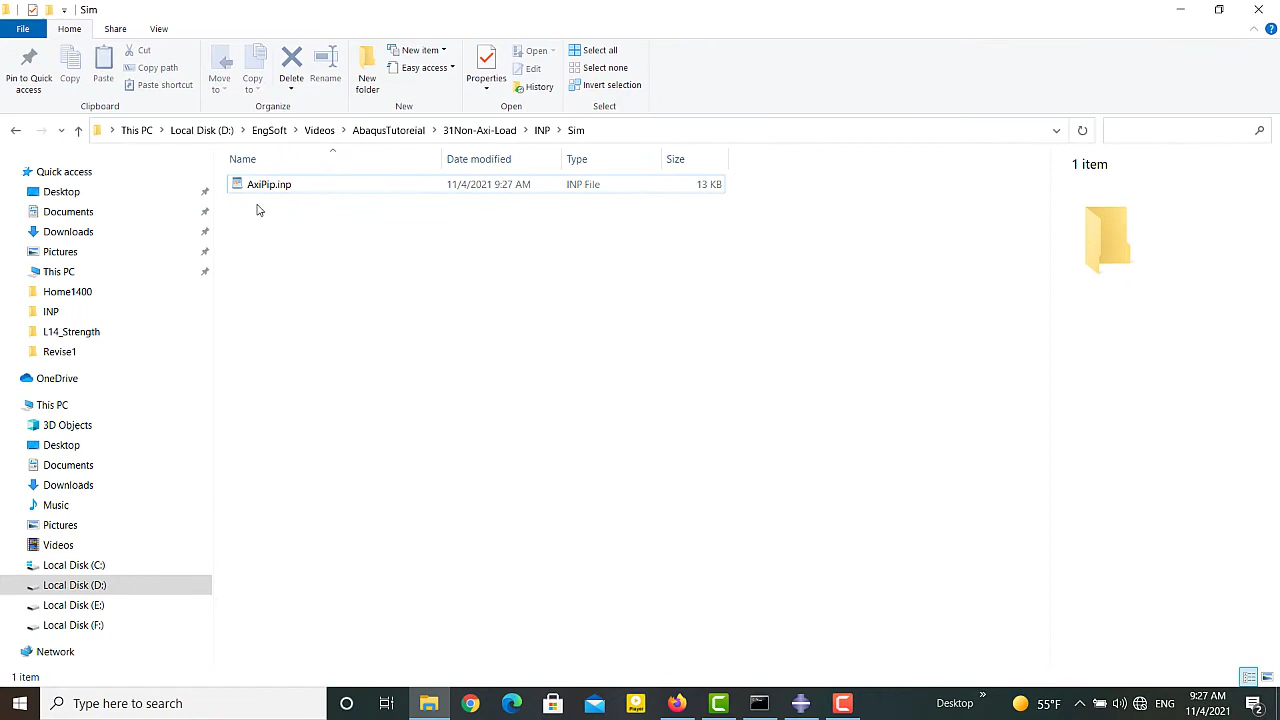 Sim
File Home Share View
Pin to Quick access
Copy
Paste
Cut
Copy path
Paste shortcut
Clipboard
Move to
Copy to
Delete
Rename
Organize
New folder
New item
Easy access
New
Properties
Open
Edit
History
Open
Select all
Select none
Invert selection
Select
This PC Local Disk (D:) EngSoft Videos AbaqusTutoreial 31Non-Axi-Load INP Sim
Name Date modified Type Size
AxiPip.inp 11/4/2021 9:27 AM INP File 13 KB
1 item
Quick access
Desktop
Documents
Downloads
Pictures
This PC
Home1400
INP
L14_Strength
Revise1
OneDrive
This PC
3D Objects
Desktop
Documents
Downloads
Music
Pictures
Videos
Local Disk (C:)
Local Disk (D:)
Local Disk (E:)
Local Disk (F:)
Network
1 item
Type here to search
Player
Desktop
55°F
ENG
9:27 AM
11/4/2021
2